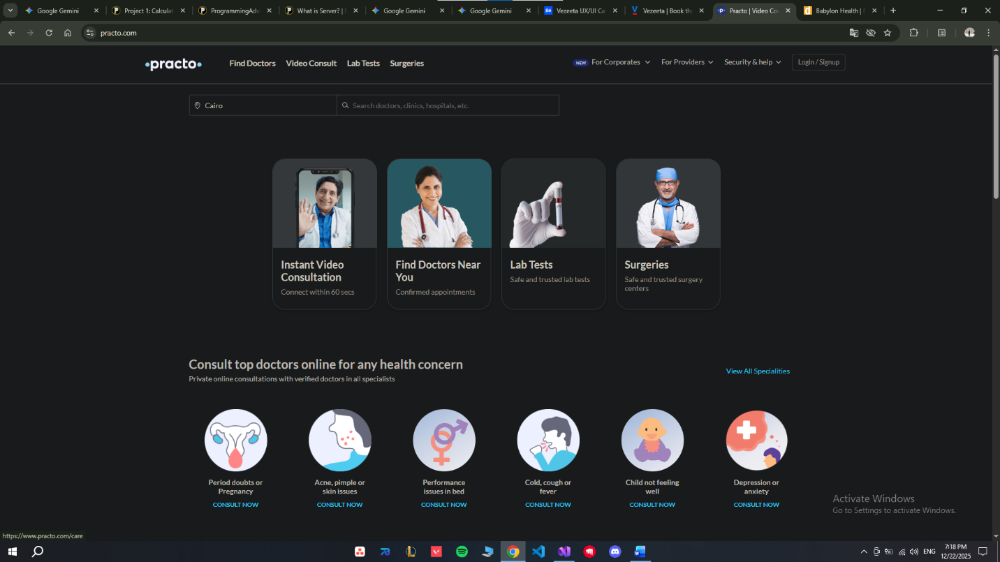 Google Gemini
Project 1: Calculat
ProgrammingAdv
What is Server? |
Google Gemini
Google Gemini
Vezeeta UX/UI Ca
Vezeeta | Book th
Practo | Video Co
Babylon Health |
practo.com
practo
Find Doctors
Video Consult
Lab Tests
Surgeries
NEW For Corporates
For Providers
Security & help
Login / Signup
Cairo
Search doctors, clinics, hospitals, etc.
Instant Video
Consultation
Connect within 60 secs
Find Doctors Near
You
Confirmed appointments
Lab Tests
Safe and trusted lab tests
Surgeries
Safe and trusted surgery
centers
Consult top doctors online for any health concern
Private online consultations with verified doctors in all specialists
View All Specialities
Period doubts or
Pregnancy
CONSULT NOW
Acne, pimple or
skin issues
CONSULT NOW
Performance
issues in bed
CONSULT NOW
Cold, cough or
fever
CONSULT NOW
Child not feeling
well
CONSULT NOW
Depression or
anxiety
CONSULT NOW
Activate Windows
Go to Settings to activate Windows.
https://www.practo.com/care
ENG
7:18 PM
12/22/2025